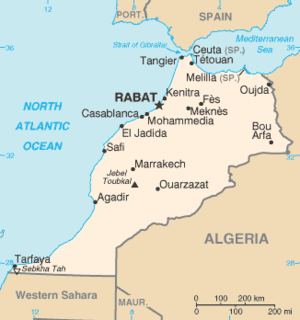 PORT.
SPAIN
Strait of Gibraltar
Mediterranean
Sea
Ceuta (SP.)
Tangier
Tétouan
Melilla (SP.)
Oujda
RABAT
Kenitra
Fès
NORTH
ATLANTIC
OCEAN
Casablanca
Mohammedia
Meknès
El Jadida
Bou
Arfa
36
32
32
Safi
Marrakech
Jebel
Toubkal
Ouarzazat
Agadir
ALGERIA
Tarfaya
28
Sebkha Tah
28
Western Sahara
MAUR.
0
100
200 km
0
100
200 mi